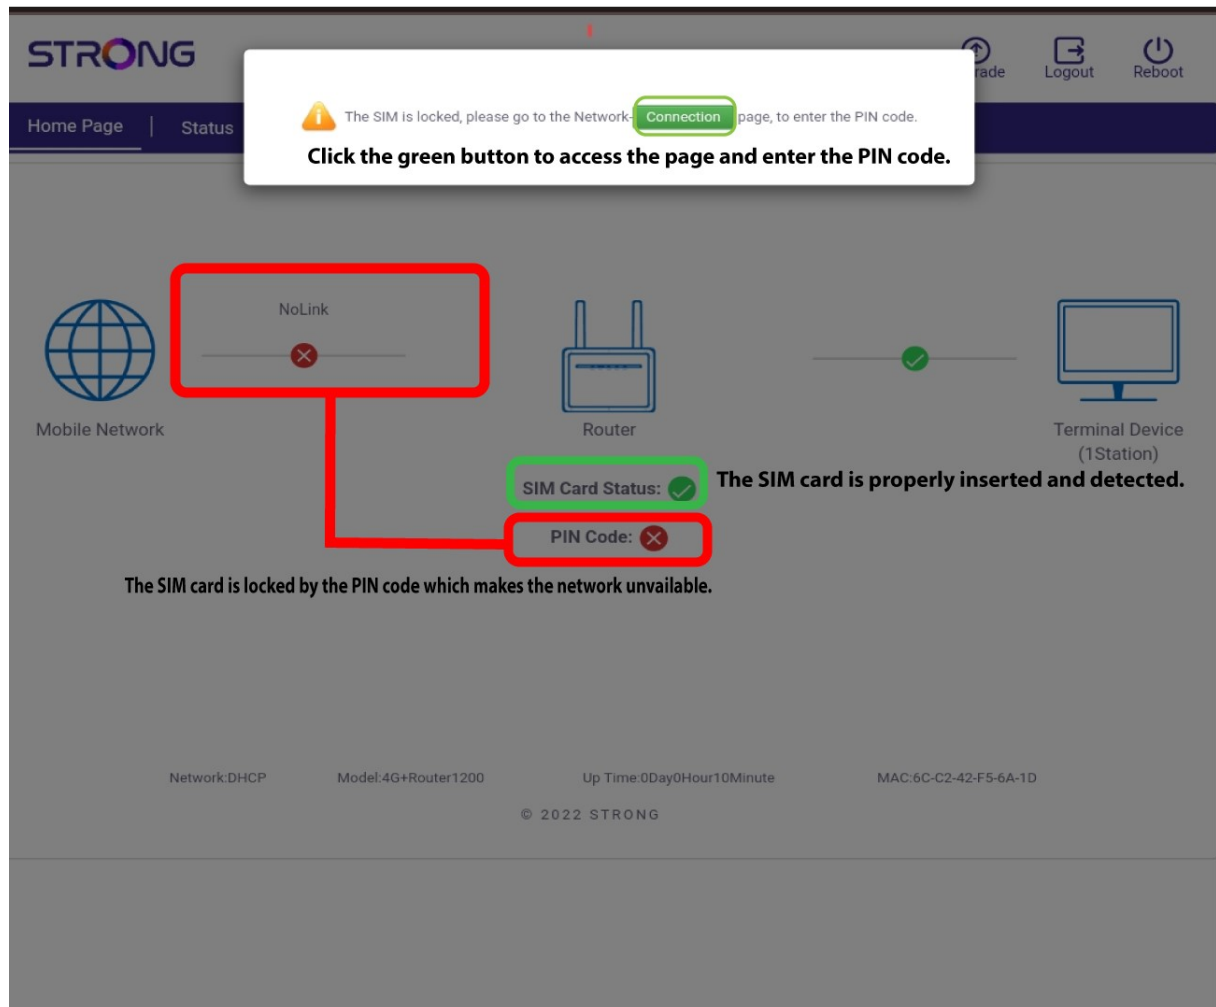 STRONG
rade
Logout
Reboot
Home Page | Status
The SIM is locked, please go to the Network- Connection page, to enter the PIN code.
Click the green button to access the page and enter the PIN code.
NoLink
Mobile Network
Router
Terminal Device
(1Station)
SIM Card Status:
The SIM card is properly inserted and detected.
PIN Code:
The SIM card is locked by the PIN code which makes the network unvailable.
Network:DHCP
Model:4G+Router1200
Up Time:0Day0Hour10Minute
MAC:6C-C2-42-F5-6A-1D
© 2022 STRONG